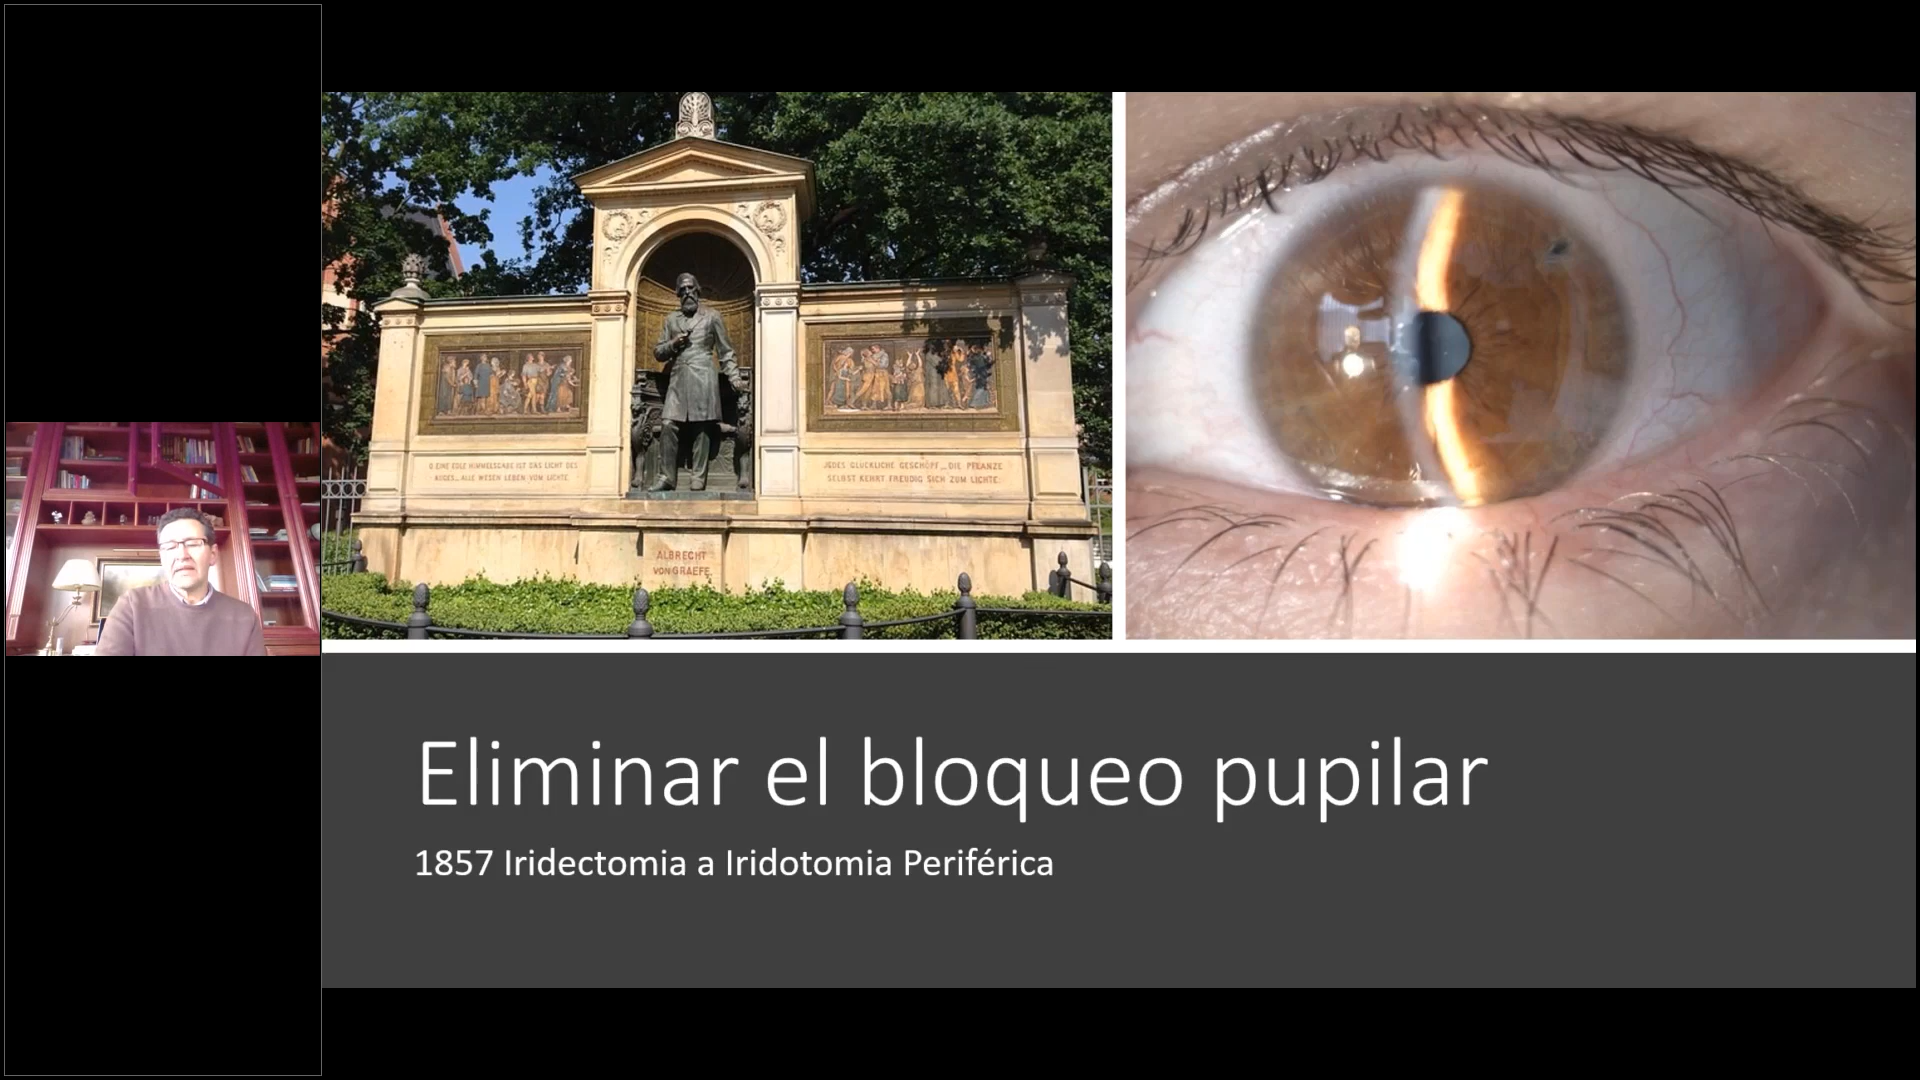 O EINE EDLE HIMMELSGABE IST DAS LICHT DES
AUGES... ALLE WESEN LEBEN VOM LICHTE
JEDES GLÜCKLICHE GESCHÖPF... DIE PFLANZE
SELBST KEHRT FREUDIG SICH ZUM LICHTE.
ALBRECHT
VON GRAEFE
Eliminar el bloqueo pupilar
1857 Iridectomia a Iridotomia Periférica